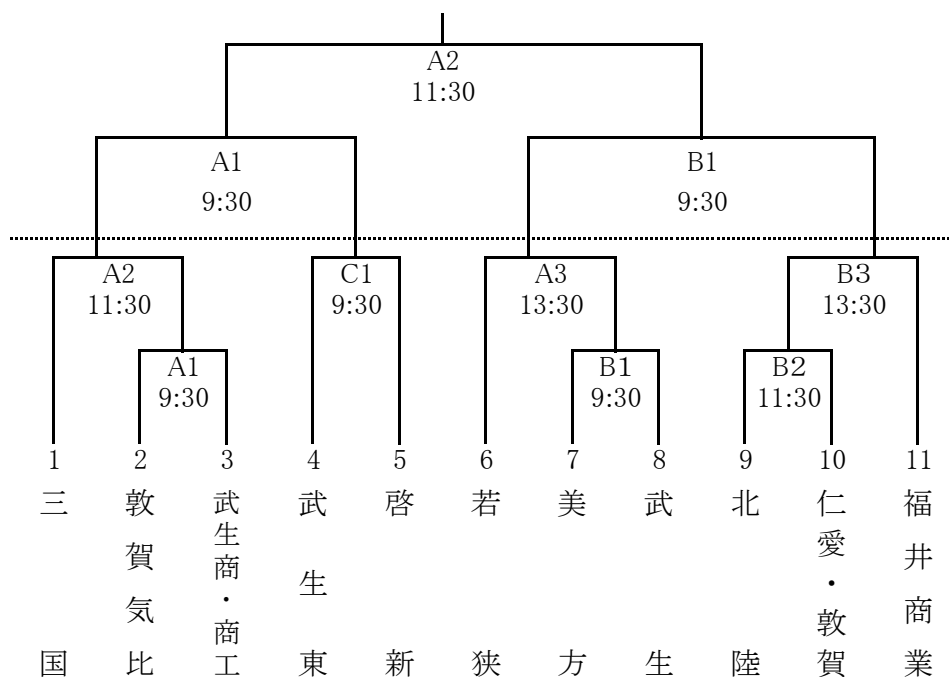 A2
11:30
A1
9:30
B1
9:30
A2
11:30
C1
9:30
A3
13:30
B3
13:30
A1
9:30
B1
9:30
B2
11:30
1 2 3 4 5 6 7 8 9 10 11
三国
敦賀気比
武生商・商工
武生東
啓新
若狭
美方
武生
北陸
仁愛・敦賀
福井商業